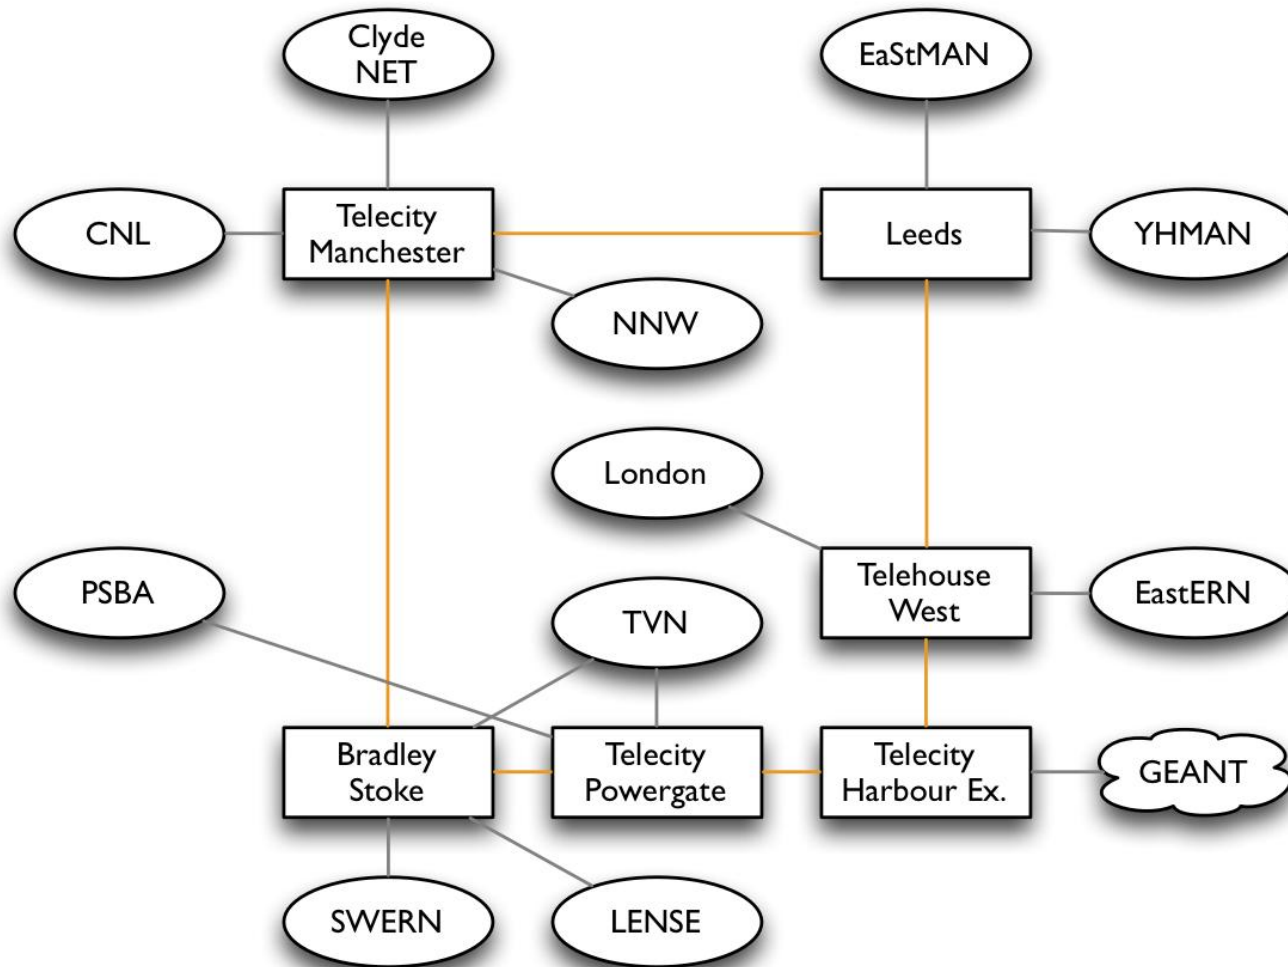 Clyde
NET
EaStMAN
CNL
Telecity
Manchester
Leeds
YHMAN
NNW
London
PSBA
TVN
Telehouse
West
EastERN
Bradley
Stoke
Telecity
Powergate
Telecity
Harbour Ex.
GEANT
SWERN
LENSE